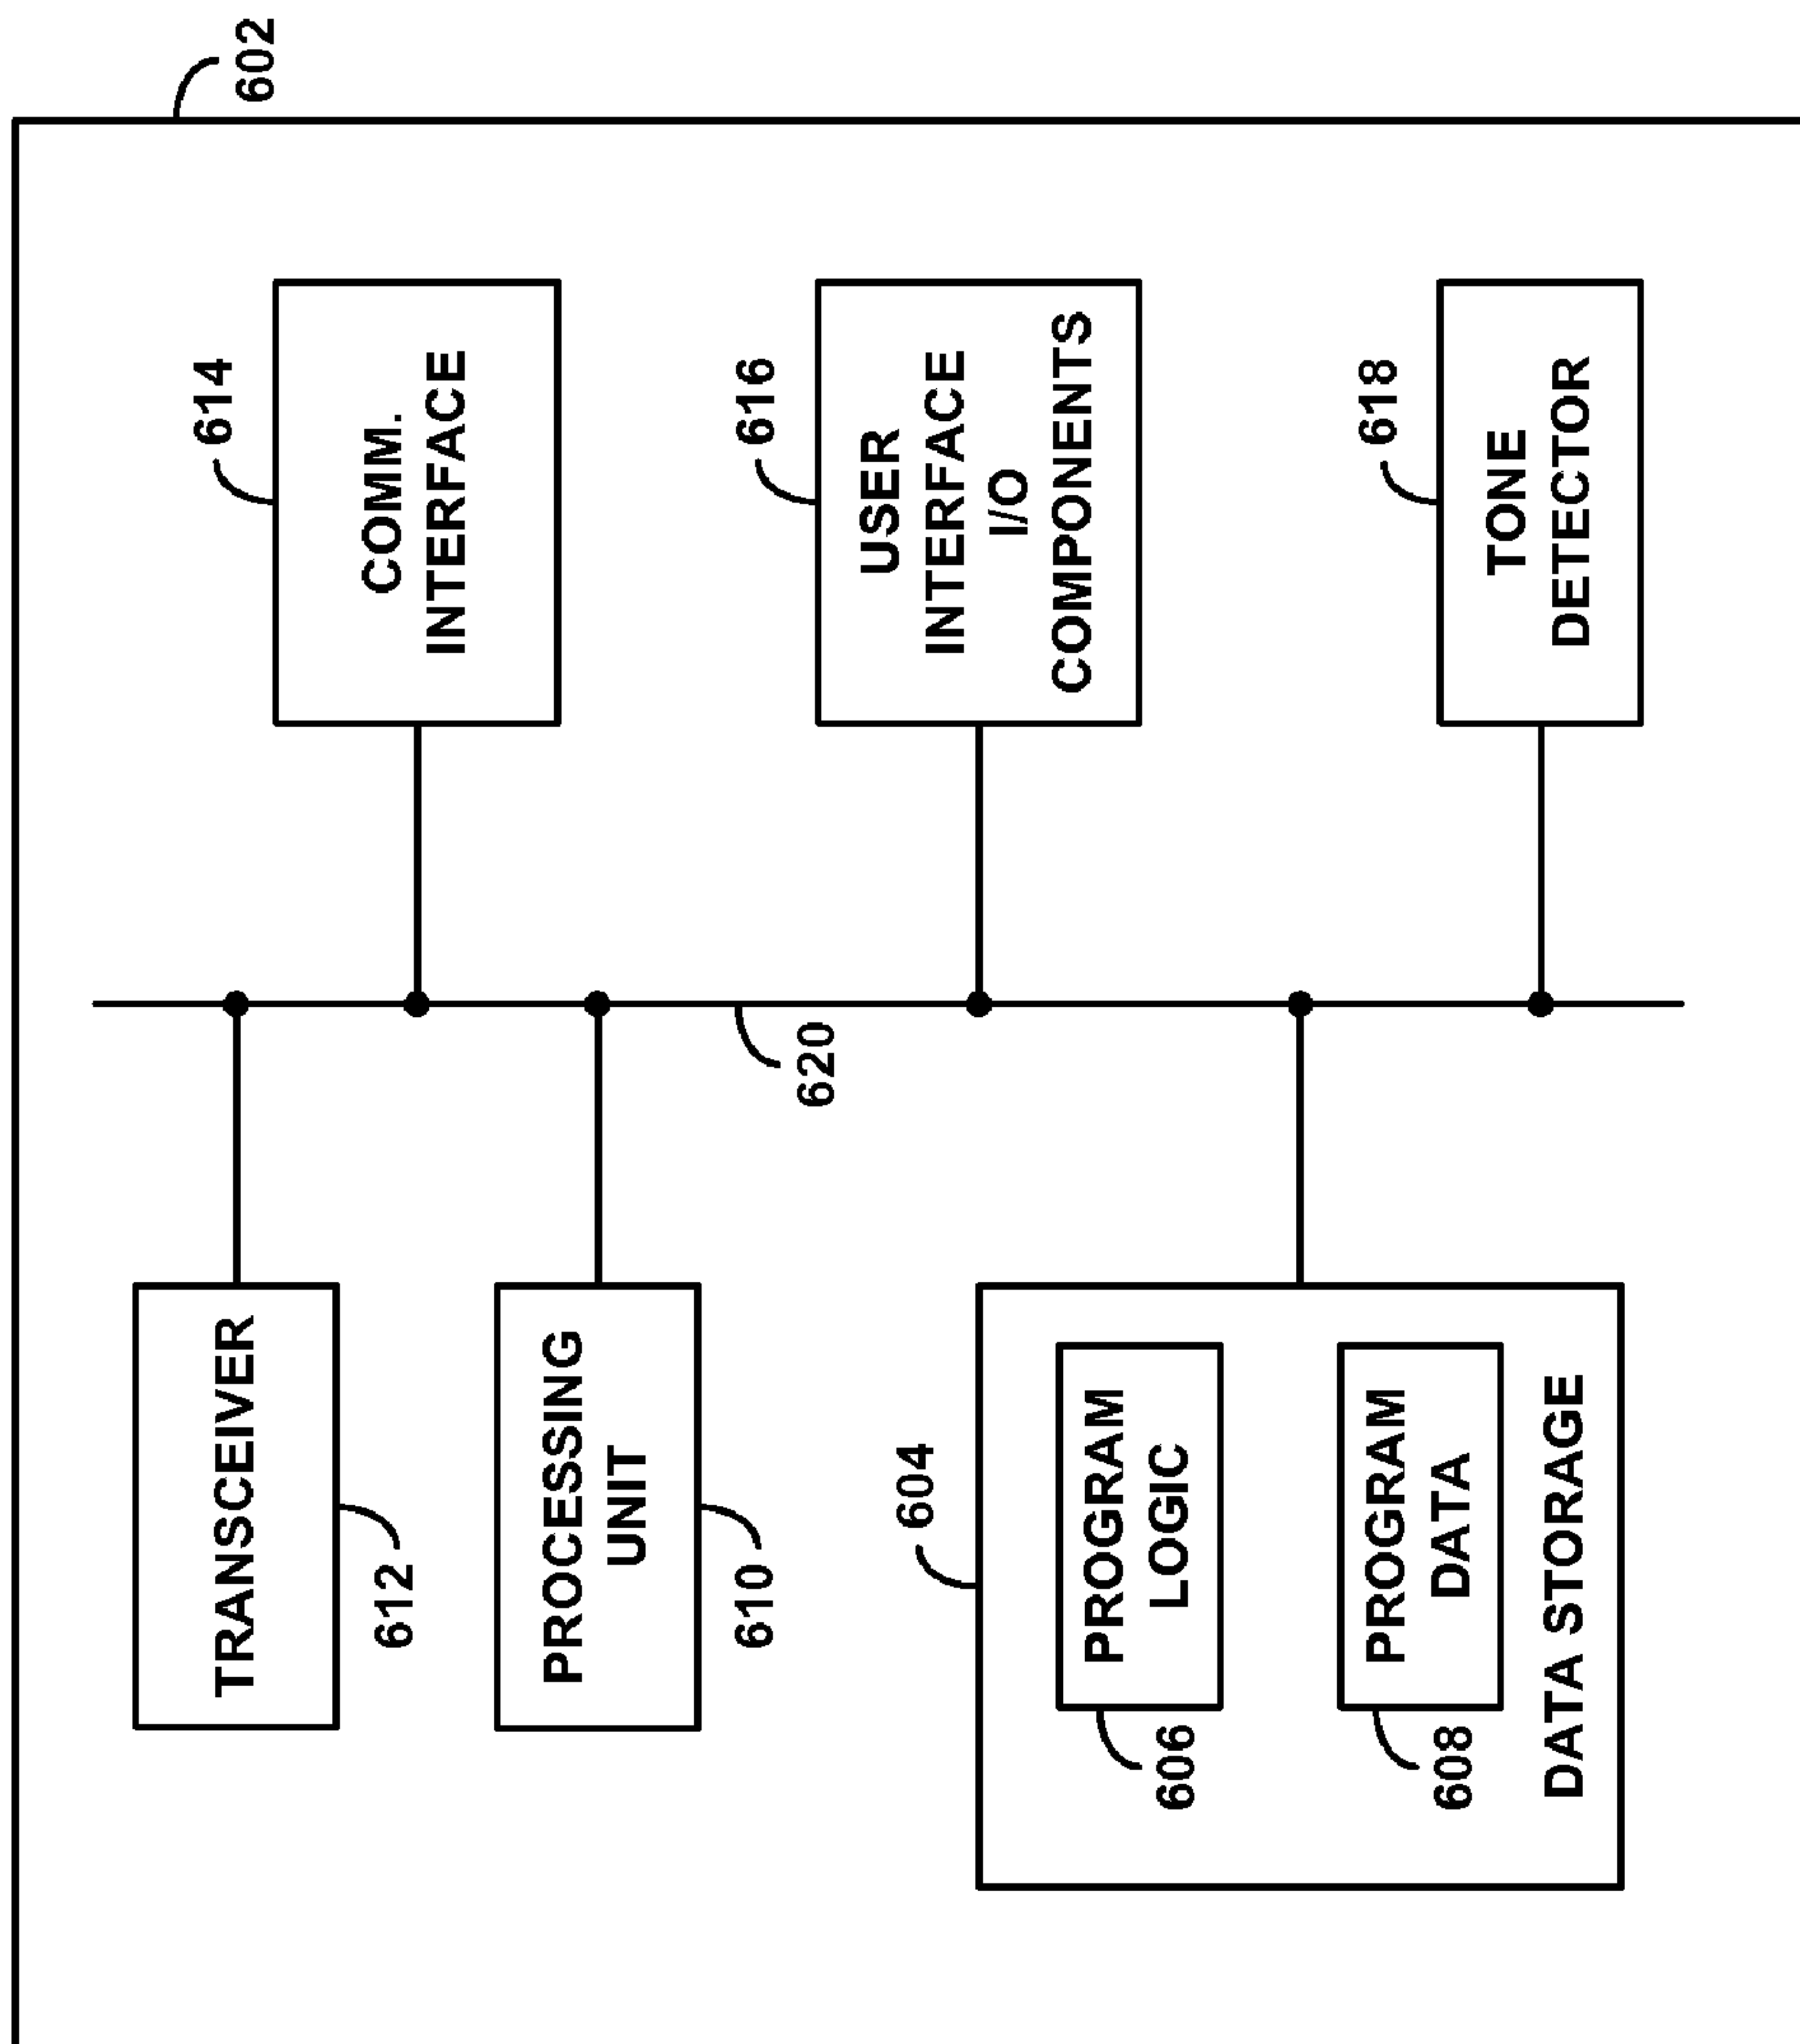 602
TRANSCEIVER
612
614
COMM.
INTERFACE
PROCESSING
UNIT
610
620
616
USER
INTERFACE
I/O
COMPONENTS
604
PROGRAM
LOGIC
606
PROGRAM
DATA
608
DATA STORAGE
618
TONE
DETECTOR